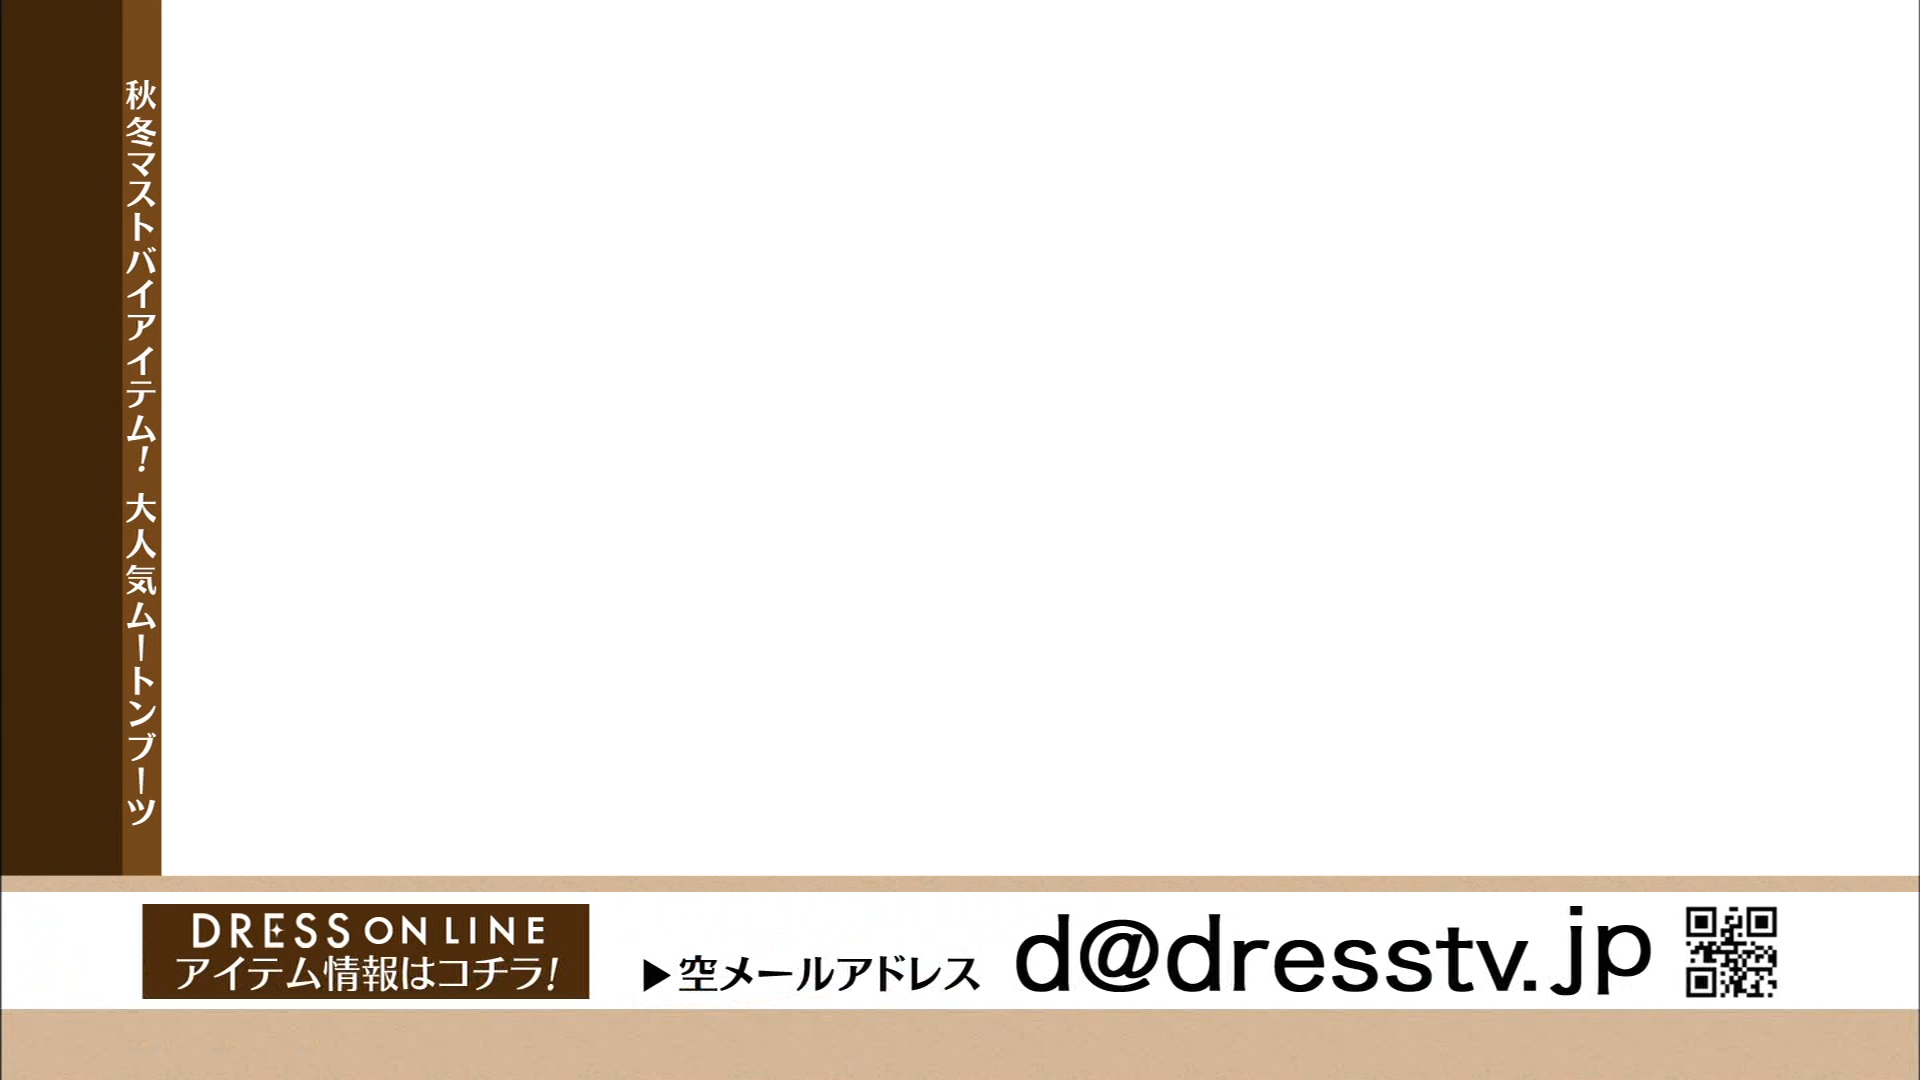 秋冬マストバイアイテム! 大人気ムートンブーツ
DRESS ON LINE
アイテム情報はコチラ!
▶空メールアドレス d@dresstv.jp